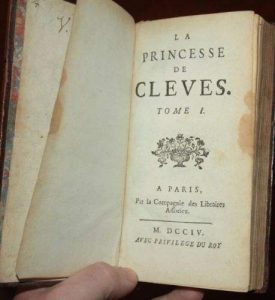 V.
LA
PRINCESSE
DE
CLEVES.
TOME I.
A PARIS,
Par la Compagnie des Libraires
Associez.
M. DCCLV.
AVEC PRIVILEGE DU ROY